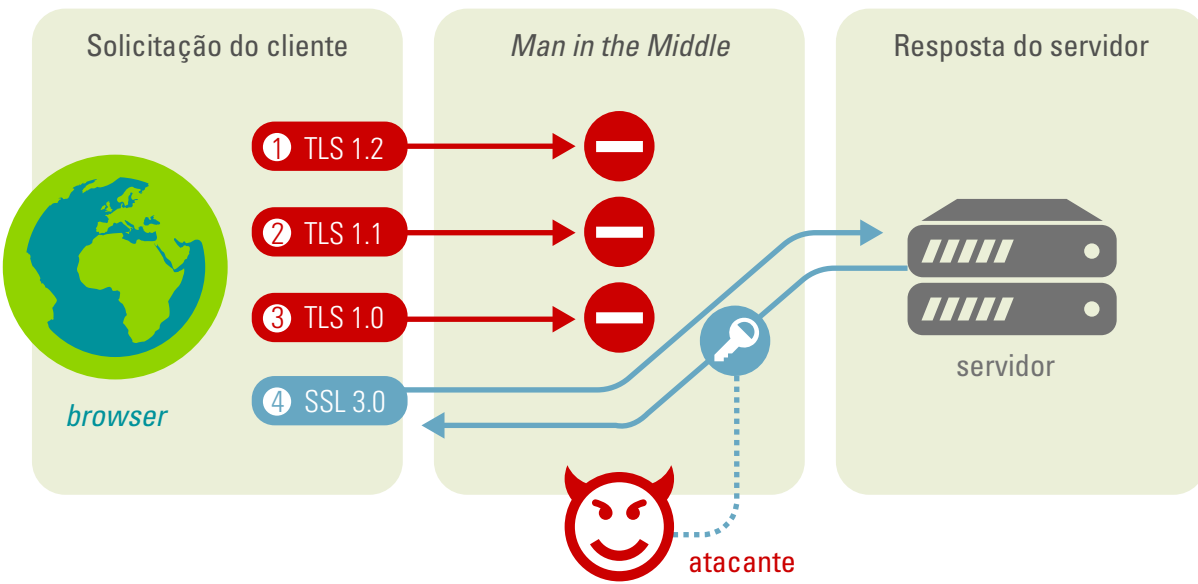 Solicitação do cliente
Man in the Middle
Resposta do servidor
1 TLS 1.2
2 TLS 1.1
3 TLS 1.0
4 SSL 3.0
browser
servidor
atacante